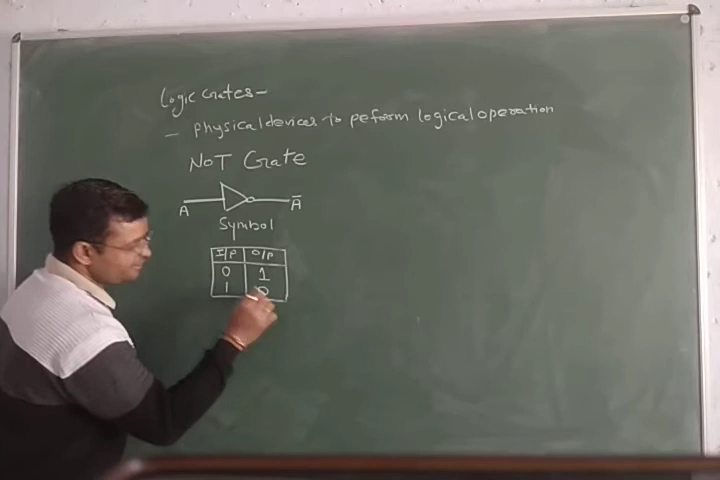 Logic Gates-
- physical devices to peform logical operation
NOT Gate
A Ā
Symbol
I/P O/P
0 1
1 0